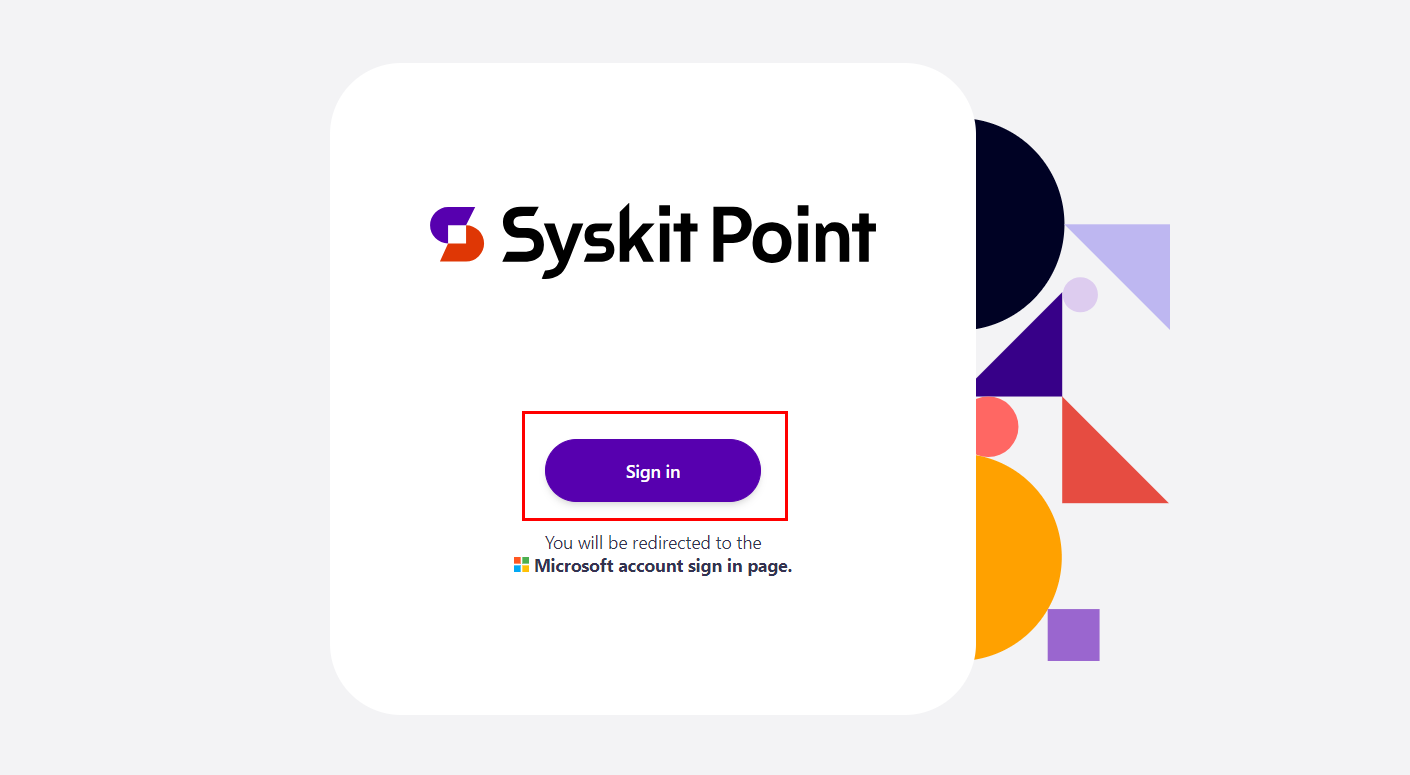 Syskit Point
Sign in
You will be redirected to the
Microsoft account sign in page.